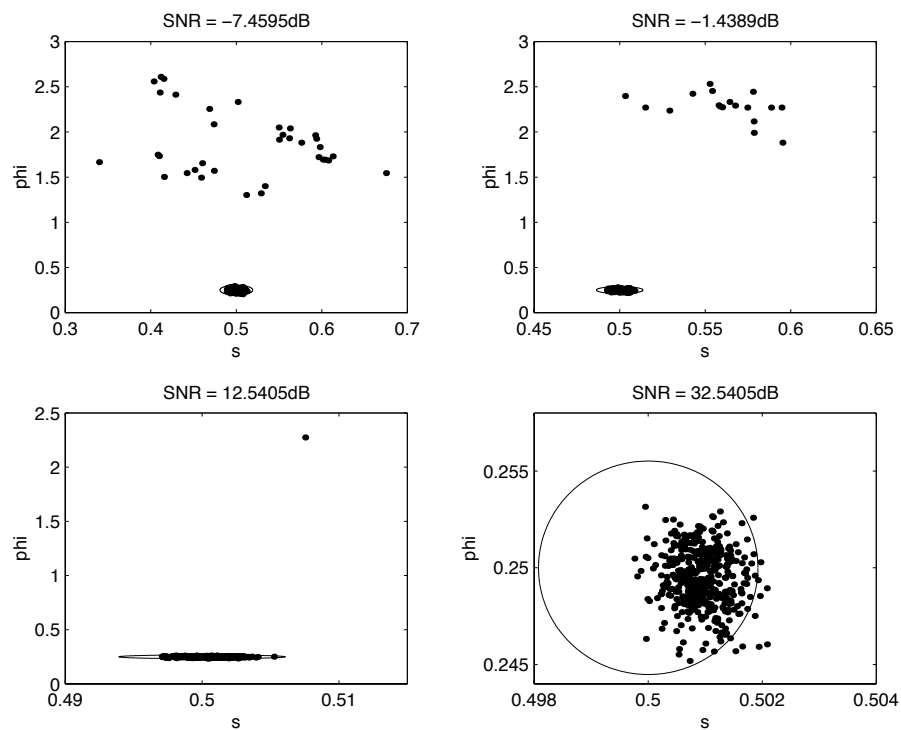 SNR = −7.4595dB
3
2.5
2
1.5
1
0.5
0
phi
0.3 0.4 0.5 0.6 0.7
s
SNR = −1.4389dB
3
2.5
2
1.5
1
0.5
0
phi
0.45 0.5 0.55 0.6 0.65
s
SNR = 12.5405dB
2.5
2
1.5
1
0.5
0
phi
0.49 0.5 0.51
s
SNR = 32.5405dB
0.255
0.25
0.245
phi
0.498 0.5 0.502 0.504
s